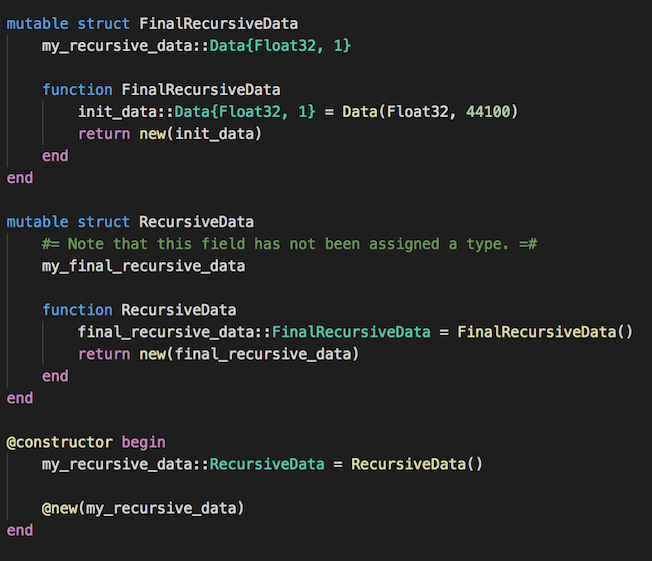 mutable struct FinalRecursiveData
    my_recursive_data::Data{Float32, 1}

    function FinalRecursiveData
        init_data::Data{Float32, 1} = Data(Float32, 44100)
        return new(init_data)
    end
end

mutable struct RecursiveData
    #= Note that this field has not been assigned a type. =#
    my_final_recursive_data

    function RecursiveData
        final_recursive_data::FinalRecursiveData = FinalRecursiveData()
        return new(final_recursive_data)
    end
end

@constructor begin
    my_recursive_data::RecursiveData = RecursiveData()

    @new(my_recursive_data)
end